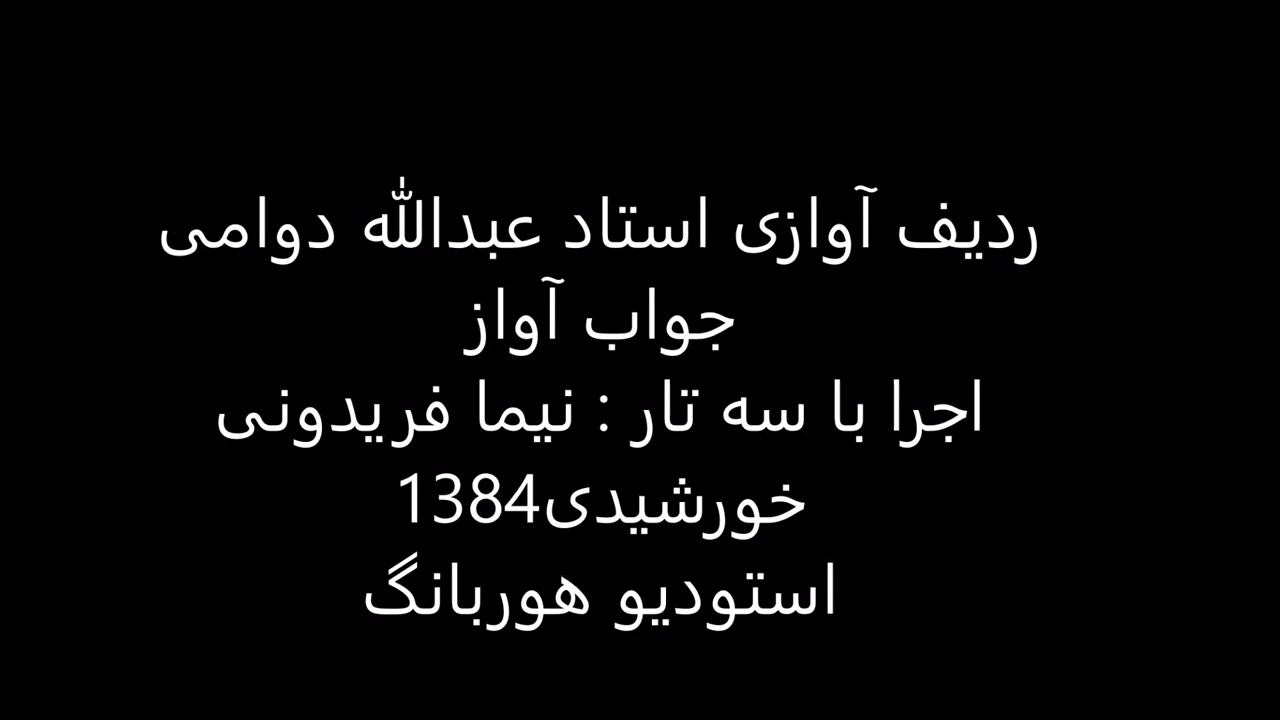 ردیف آوازی استاد عبدالله دوامی
جواب آواز
اجرا با سه تار : نیما فریدونی
خورشیدی1384
استودیو هوربانگ